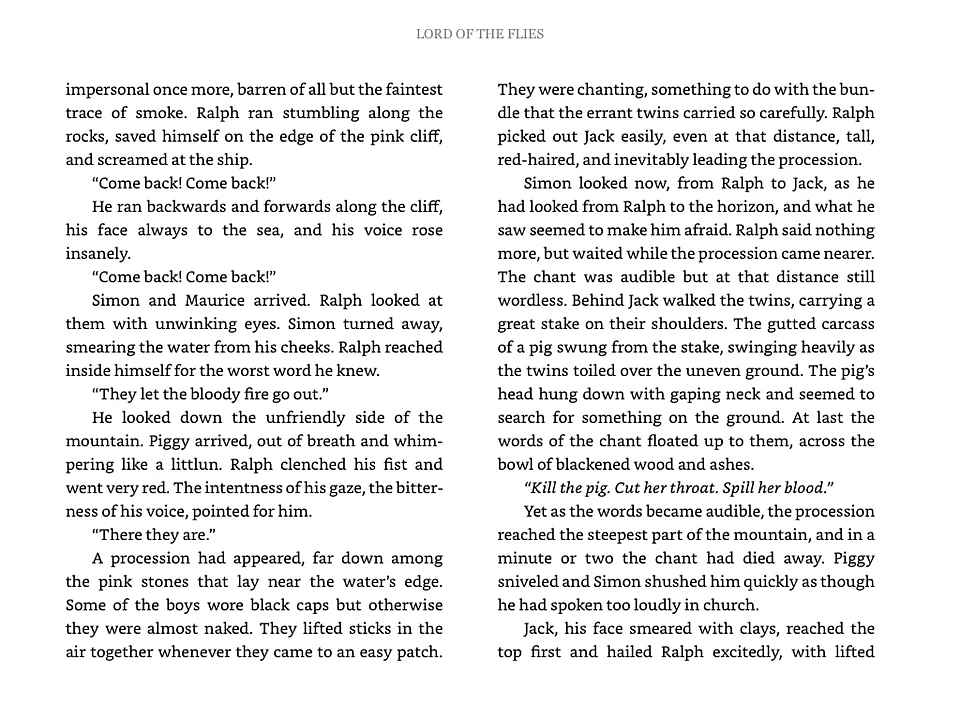 LORD OF THE FLIES
impersonal once more, barren of all but the faintest
trace of smoke. Ralph ran stumbling along the
rocks, saved himself on the edge of the pink cliff,
and screamed at the ship.
“Come back! Come back!”
He ran backwards and forwards along the cliff,
his face always to the sea, and his voice rose
insanely.
“Come back! Come back!”
Simon and Maurice arrived. Ralph looked at
them with unwinking eyes. Simon turned away,
smearing the water from his cheeks. Ralph reached
inside himself for the worst word he knew.
“They let the bloody fire go out.”
He looked down the unfriendly side of the
mountain. Piggy arrived, out of breath and whim-
pering like a littlun. Ralph clenched his fist and
went very red. The intentness of his gaze, the bitter-
ness of his voice, pointed for him.
“There they are.”
A procession had appeared, far down among
the pink stones that lay near the water’s edge.
Some of the boys wore black caps but otherwise
they were almost naked. They lifted sticks in the
air together whenever they came to an easy patch.
They were chanting, something to do with the bun-
dle that the errant twins carried so carefully. Ralph
picked out Jack easily, even at that distance, tall,
red-haired, and inevitably leading the procession.
Simon looked now, from Ralph to Jack, as he
had looked from Ralph to the horizon, and what he
saw seemed to make him afraid. Ralph said nothing
more, but waited while the procession came nearer.
The chant was audible but at that distance still
wordless. Behind Jack walked the twins, carrying a
great stake on their shoulders. The gutted carcass
of a pig swung from the stake, swinging heavily as
the twins toiled over the uneven ground. The pig’s
head hung down with gaping neck and seemed to
search for something on the ground. At last the
words of the chant floated up to them, across the
bowl of blackened wood and ashes.
“Kill the pig. Cut her throat. Spill her blood.”
Yet as the words became audible, the procession
reached the steepest part of the mountain, and in a
minute or two the chant had died away. Piggy
sniveled and Simon shushed him quickly as though
he had spoken too loudly in church.
Jack, his face smeared with clays, reached the
top first and hailed Ralph excitedly, with lifted